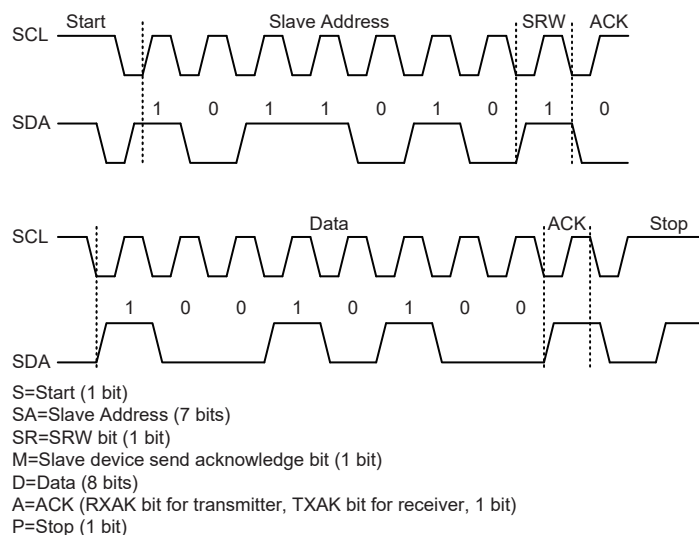 Start Slave Address SRW ACK
SCL
1 0 1 1 0 1 0 1 0
SDA
Data ACK Stop
SCL
1 0 0 1 0 1 0 0
SDA
S=Start (1 bit)
SA=Slave Address (7 bits)
SR=SRW bit (1 bit)
M=Slave device send acknowledge bit (1 bit)
D=Data (8 bits)
A=ACK (RXAK bit for transmitter, TXAK bit for receiver, 1 bit)
P=Stop (1 bit)